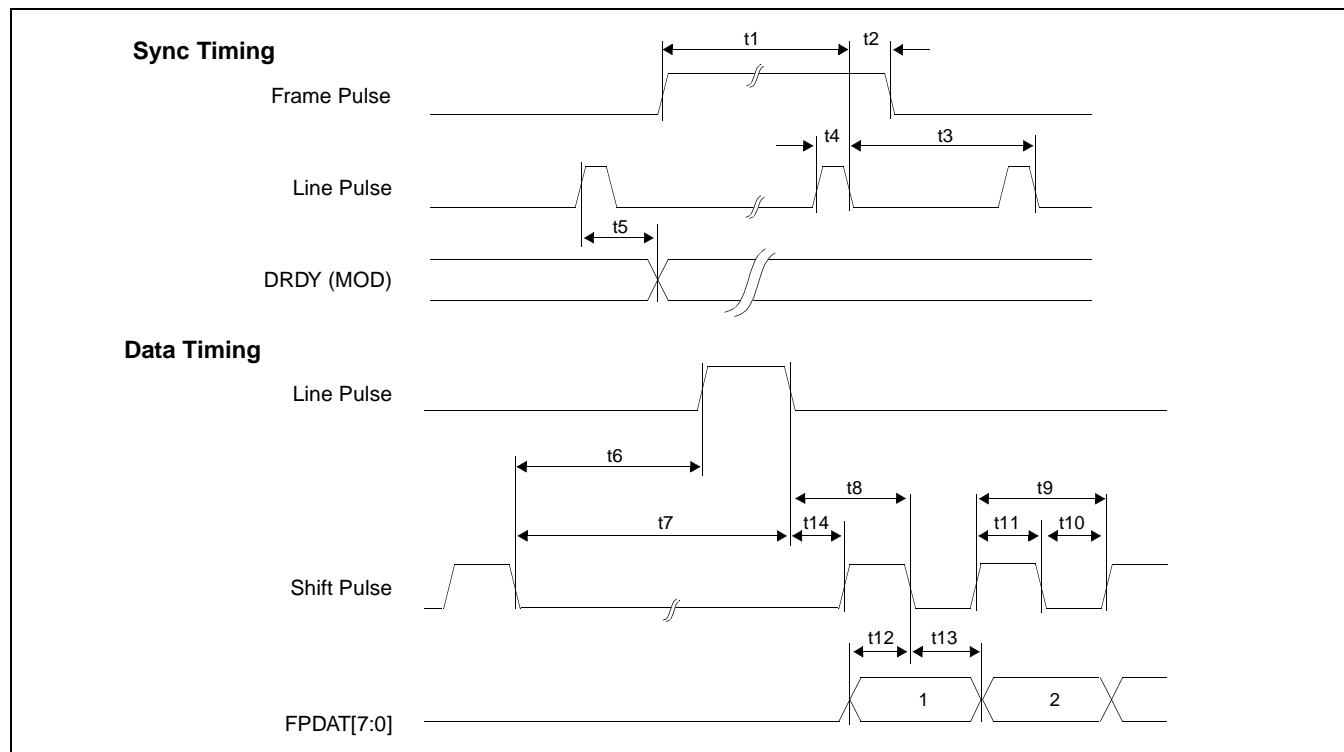 Sync Timing
t1
t2
Frame Pulse
t4
t3
Line Pulse
t5
DRDY (MOD)
Data Timing
Line Pulse
t6
t8
t9
t7
t14
t11
t10
Shift Pulse
t12
t13
1
2
FPDAT[7:0]